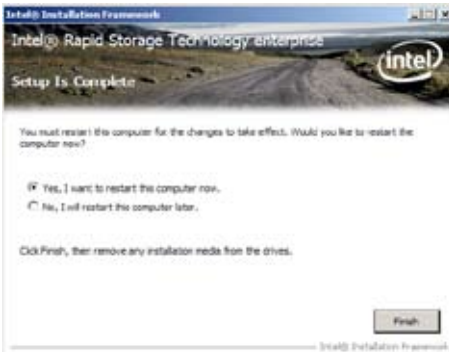 Intel® Installation Framework
Intel® Rapid Storage Technology enterprise
intel
Setup Is Complete
You must restart this computer for the changes to take effect. Would you like to restart the
computer now?
Yes, I want to restart this computer now.
No, I will restart this computer later.
Click Finish, then remove any installation media from the drives.
Finish
Intel® Installation Framework